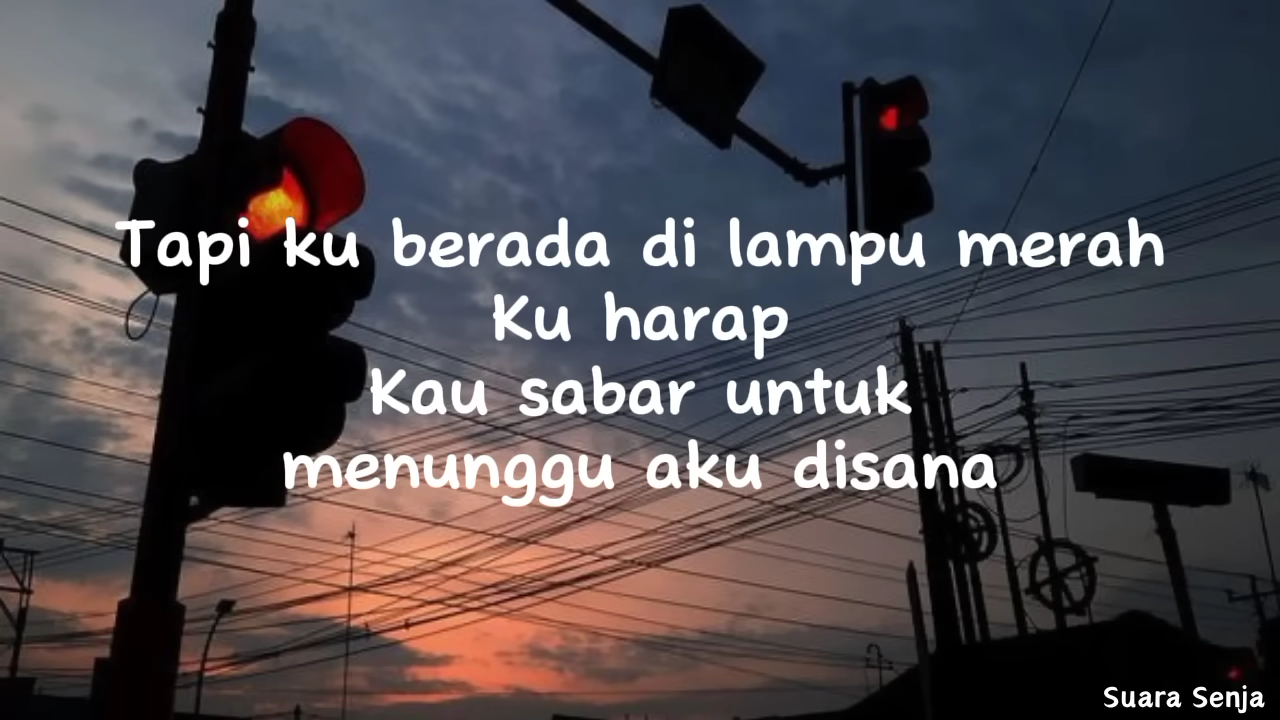 Tapi ku berada di lampu merah
Ku harap
Kau sabar untuk
menunggu aku disana
Suara Senja